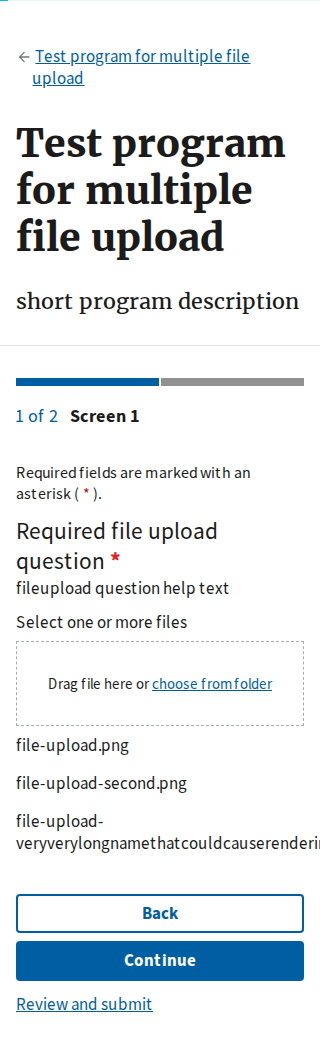 ← Test program for multiple file
upload
Test program
for multiple
file upload
short program description
1 of 2 Screen 1
Required fields are marked with an
asterisk ( * ).
Required file upload
question *
fileupload question help text
Select one or more files
Drag file here or choose from folder
file-upload.png
file-upload-second.png
file-upload-
veryverylongnamethatcouldcauserenderin
Back
Continue
Review and submit